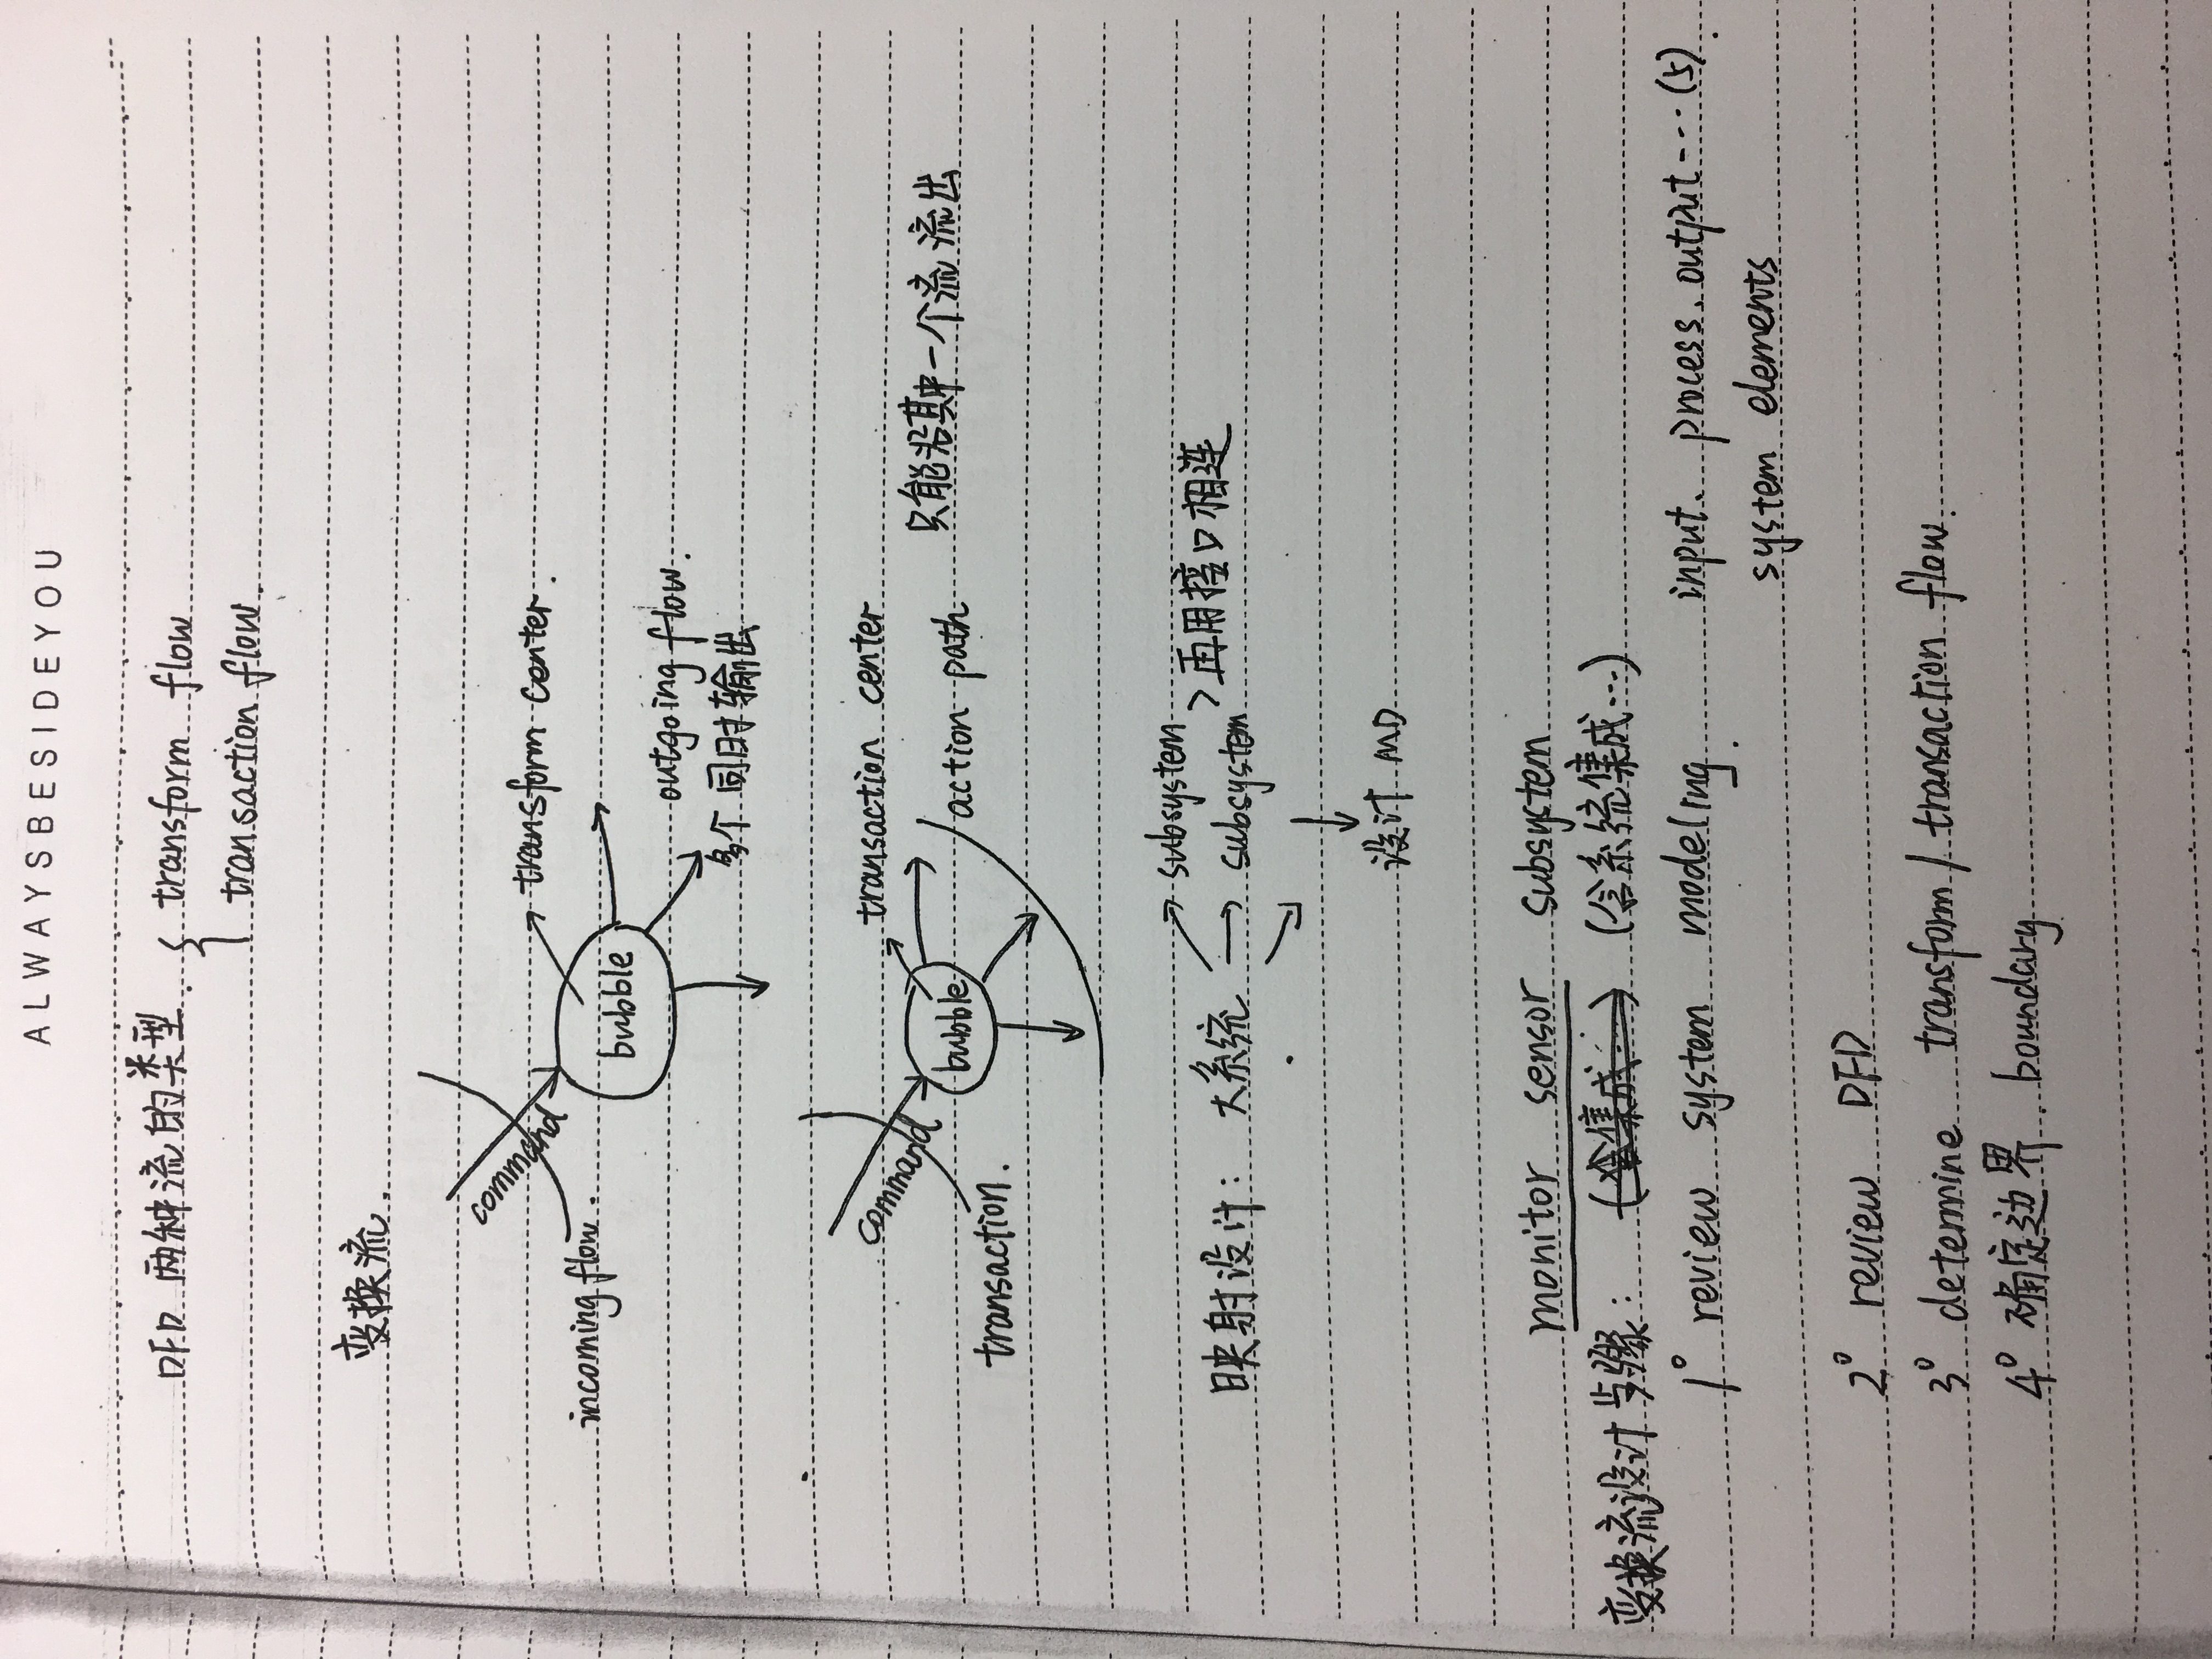 ALWAYSBESIDEYOU
DFD 两种流的类型. { transform flow
transaction flow.
变换流.
command
transform center.
incoming flow.
bubble
outgoing flow.
多个同时输出
command
transaction center
bubble
action path 只能沿其中一个流流出
transaction.
subsystem
映射设计: 大系统 → subsystem > 再用接口相连
设计 MD
monitor sensor subsystem
变换流设计步骤: (含集成...) (含系统集成...)
1° review system modeling. input. process. output ... (5).
system elements
2° review DFD
3° determine transform / transaction flow.
4° 确定边界. boundary